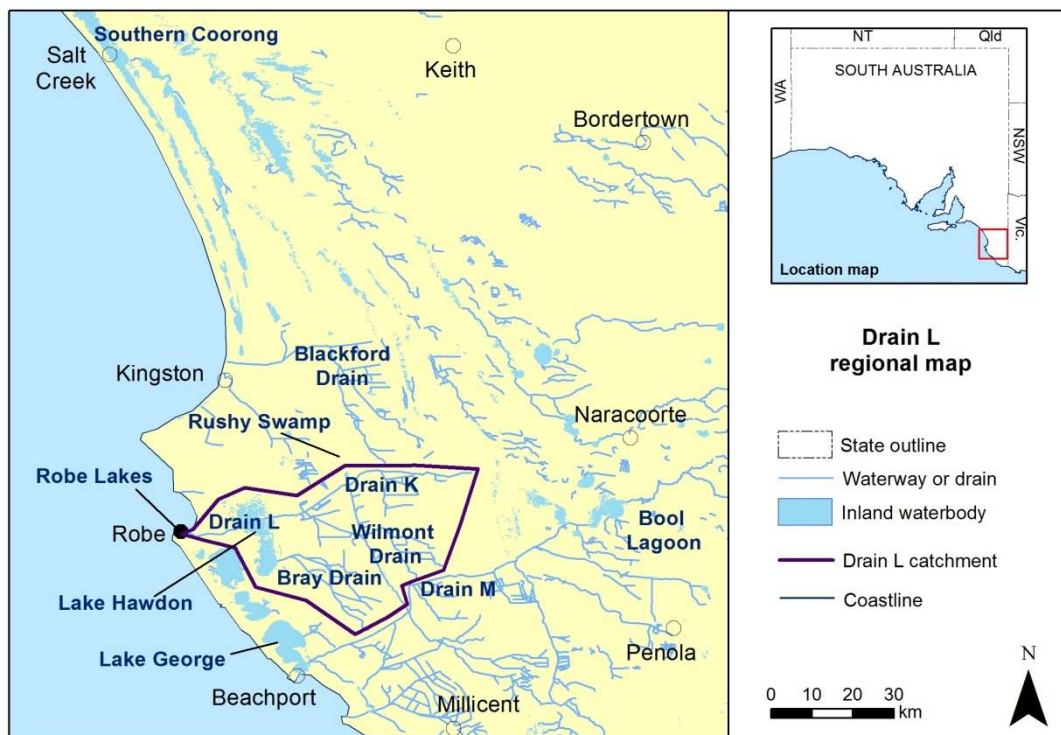 Southern Coorong
Salt
Creek
Keith
Bordertown
Blackford
Drain
Kingston
Rushy Swamp
Naracoorte
Robe Lakes
Drain K
Robe
Drain L
Wilmont
Drain
Bool
Lagoon
Bray Drain
Drain M
Lake Hawdon
Lake George
Penola
Beachport
Millicent
NT
Qld
SOUTH AUSTRALIA
WA
NSW
Vic.
Location map
Drain L
regional map
State outline
Waterway or drain
Inland waterbody
Drain L catchment
Coastline
N
0 10 20 30
km